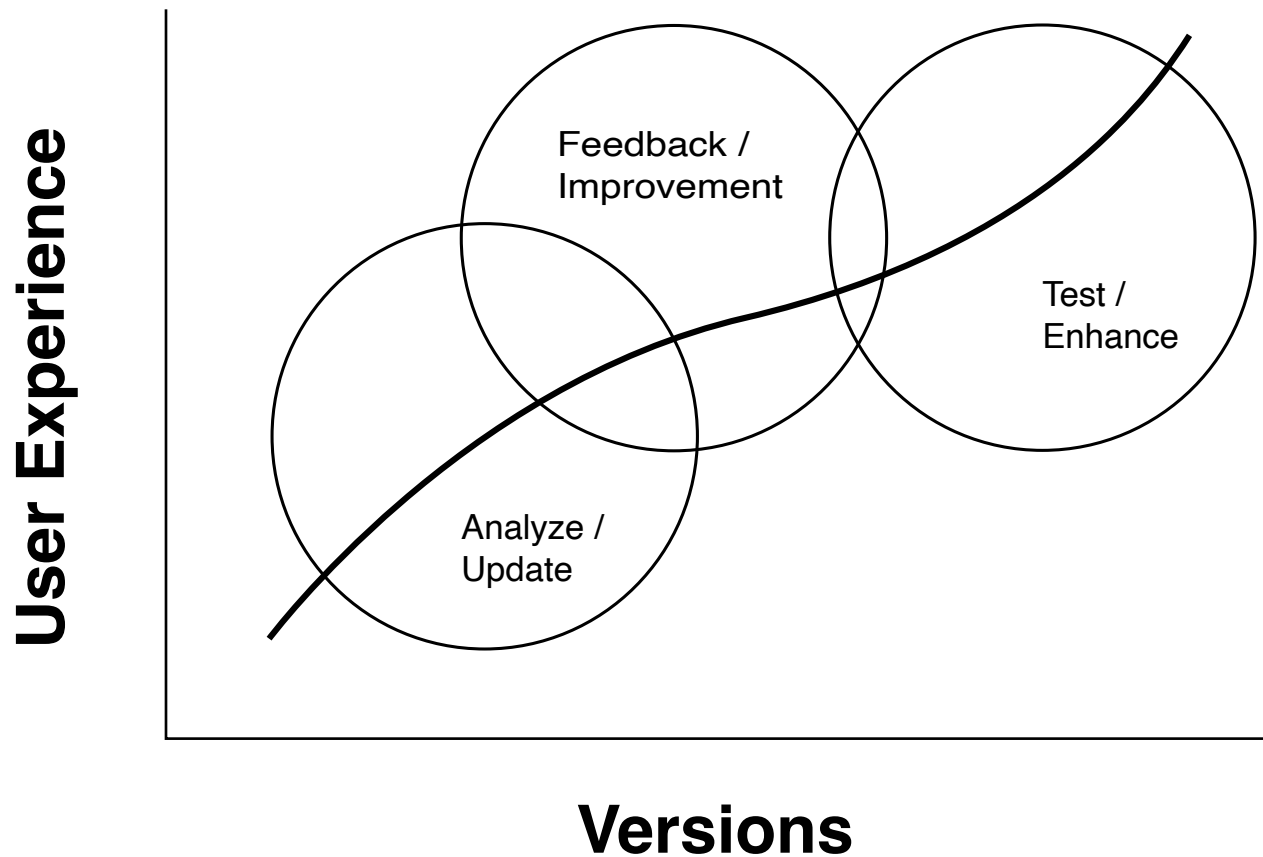 User Experience
Feedback /
Improvement
Test /
Enhance
Analyze /
Update
Versions